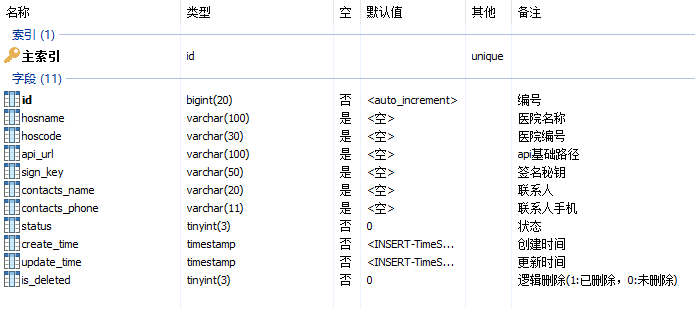 名称 类型 空 默认值 其他 备注
索引 (1)
主索引 id unique
字段 (11)
id bigint(20) 否 <auto_increment> 编号
hosname varchar(100) 是 <空> 医院名称
hoscode varchar(30) 是 <空> 医院编号
api_url varchar(100) 是 <空> api基础路径
sign_key varchar(50) 是 <空> 签名秘钥
contacts_name varchar(20) 是 <空> 联系人
contacts_phone varchar(11) 是 <空> 联系人手机
status tinyint(3) 否 0 状态
create_time timestamp 否 <INSERT-TimeS... 创建时间
update_time timestamp 否 <INSERT-TimeS... 更新时间
is_deleted tinyint(3) 否 0 逻辑删除(1:已删除，0:未删除)